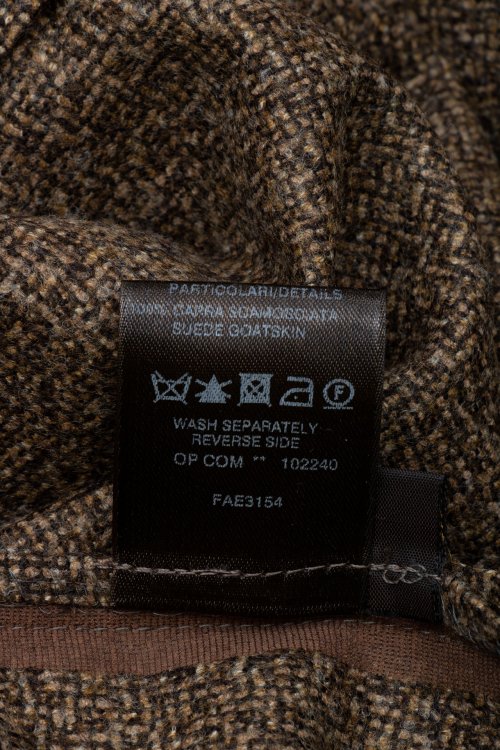 PARTICOLARI/DETAILS
100% CAPRA SCAMOSCIATA
SUEDE GOATSKIN
F
WASH SEPARATELY
REVERSE SIDE
OP COM ** 102240
FAE3154